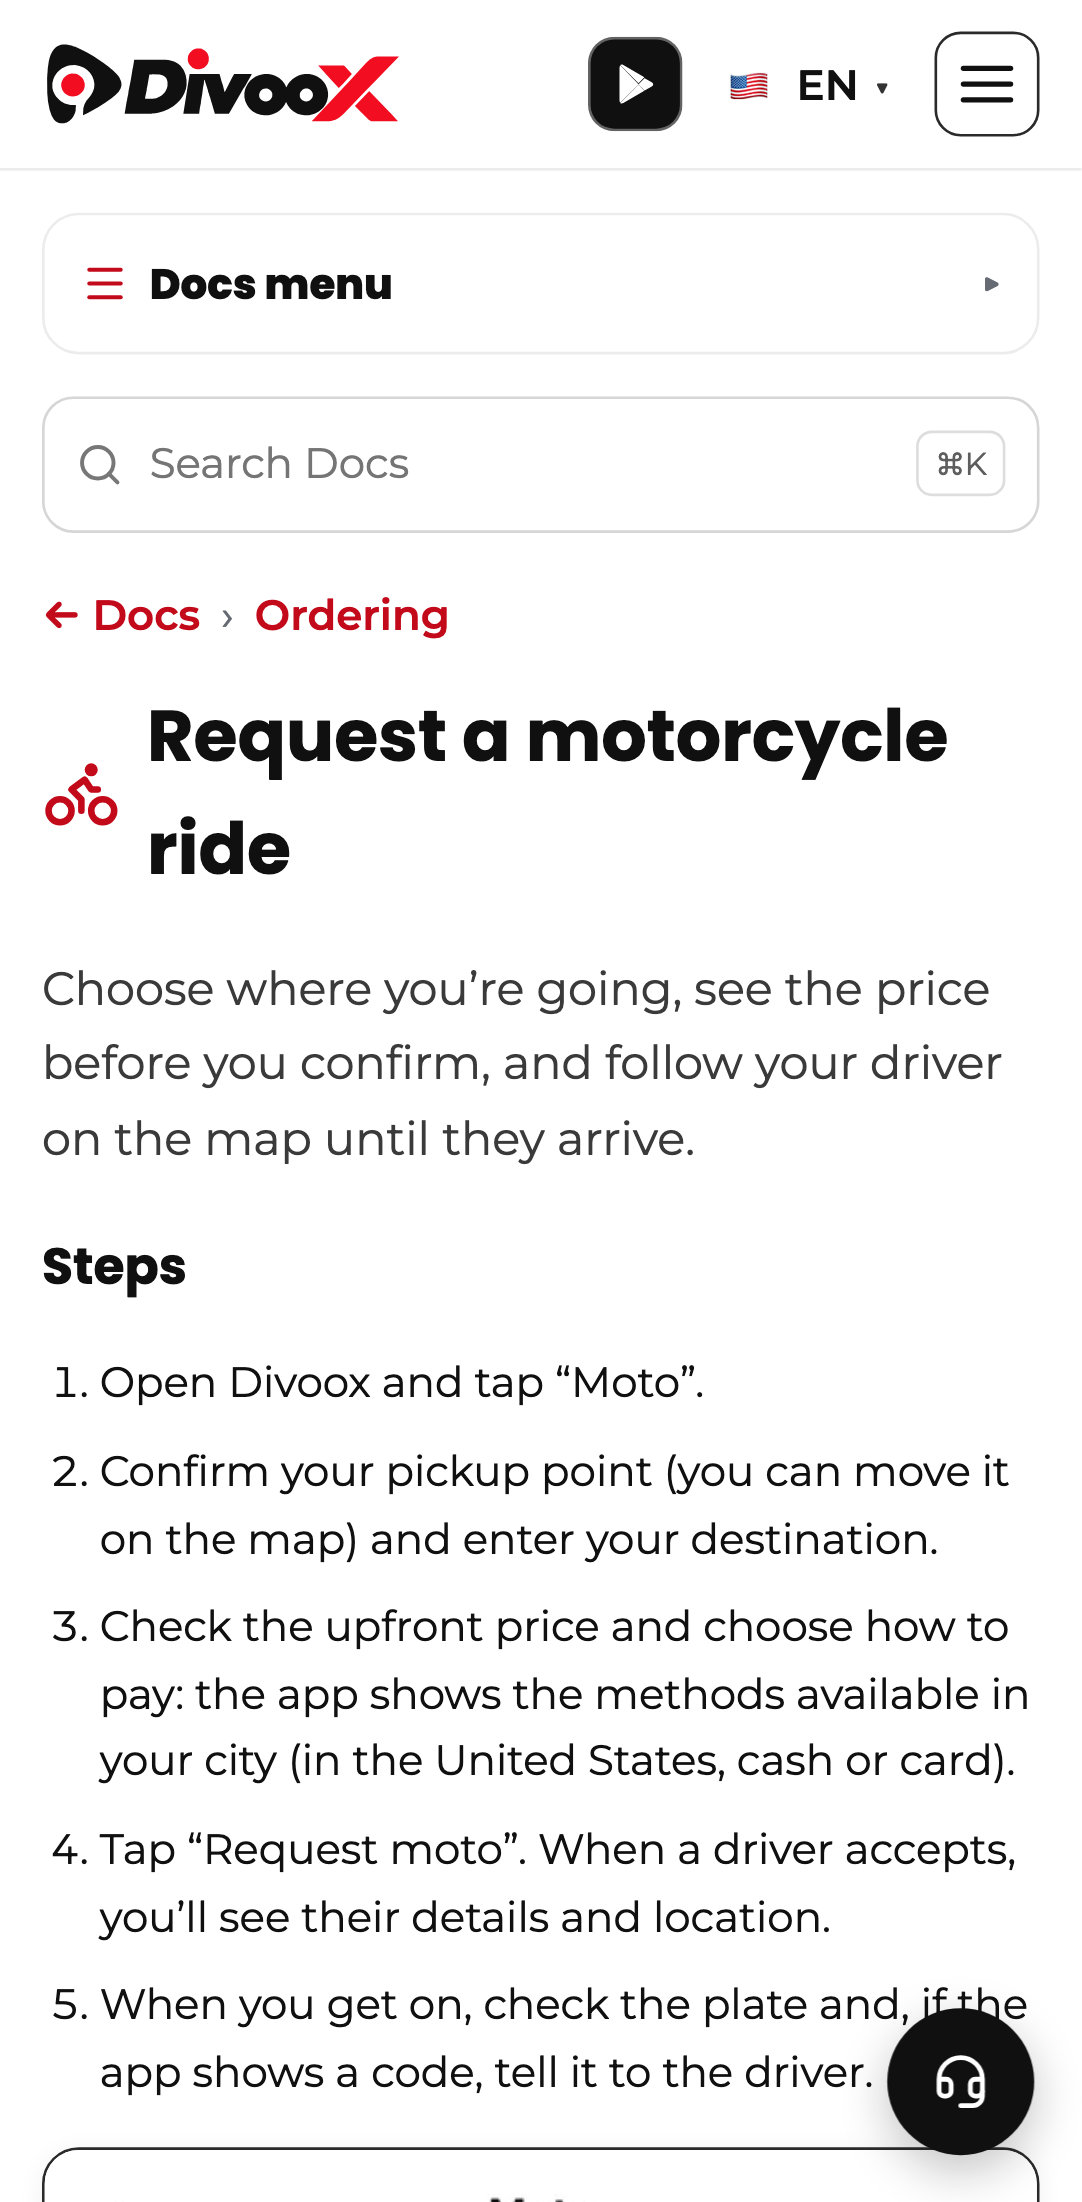 DivooX
EN
Docs menu
Search Docs
⌘K
← Docs › Ordering
Request a motorcycle
ride
Choose where you’re going, see the price
before you confirm, and follow your driver
on the map until they arrive.
Steps
1. Open Divoox and tap “Moto”.
2. Confirm your pickup point (you can move it
on the map) and enter your destination.
3. Check the upfront price and choose how to
pay: the app shows the methods available in
your city (in the United States, cash or card).
4. Tap “Request moto”. When a driver accepts,
you’ll see their details and location.
5. When you get on, check the plate and, if the
app shows a code, tell it to the driver.